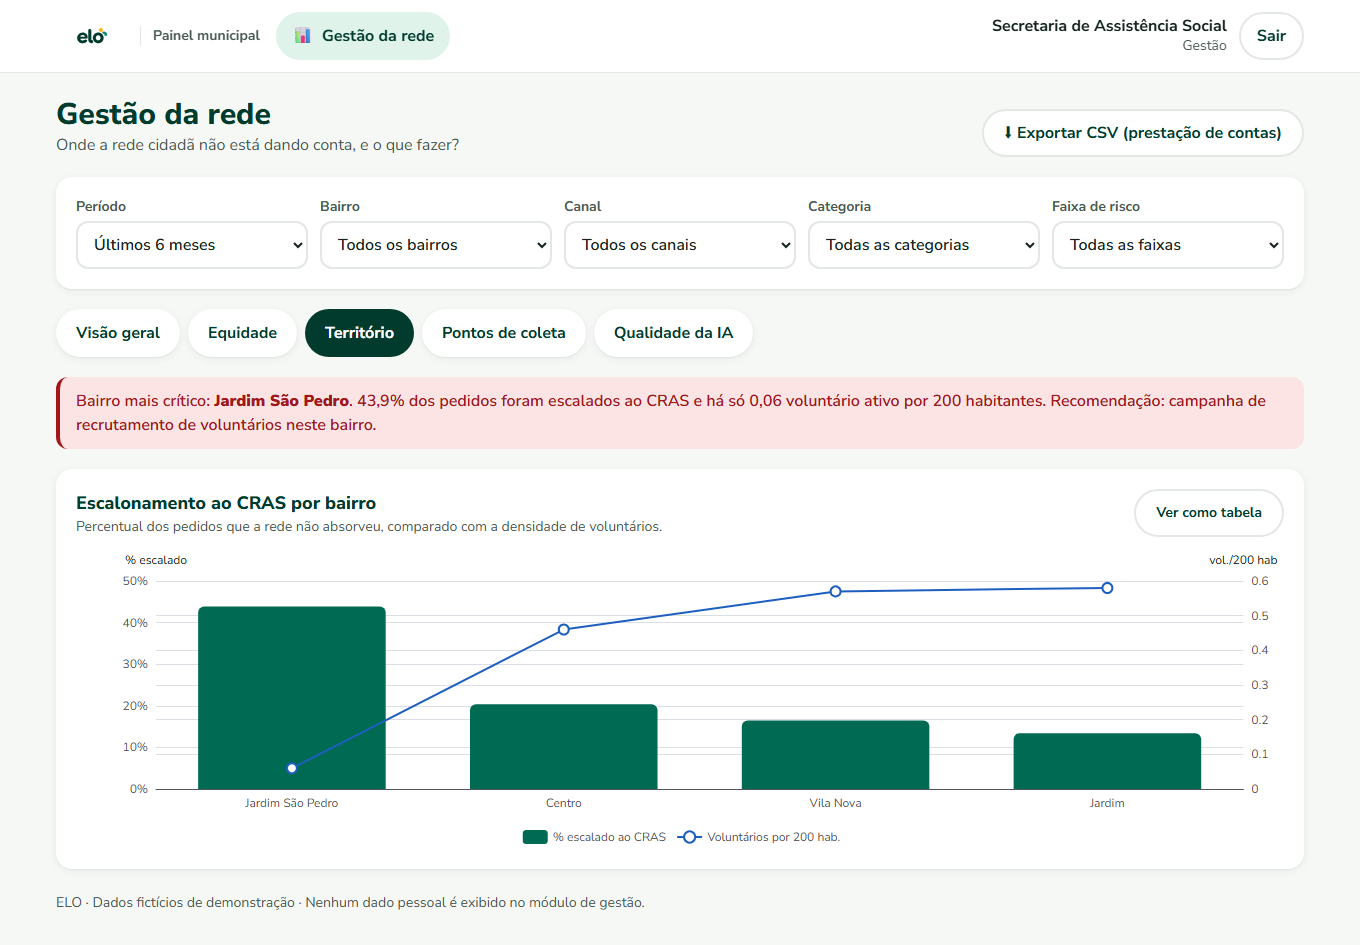 elo
Painel municipal
Gestão da rede
Secretaria de Assistência Social
Gestão
Sair
Gestão da rede
Onde a rede cidadã não está dando conta, e o que fazer?
⬇ Exportar CSV (prestação de contas)
Período
Bairro
Canal
Categoria
Faixa de risco
Últimos 6 meses
Todos os bairros
Todos os canais
Todas as categorias
Todas as faixas
Visão geral
Equidade
Território
Pontos de coleta
Qualidade da IA
Bairro mais crítico: Jardim São Pedro. 43,9% dos pedidos foram escalados ao CRAS e há só 0,06 voluntário ativo por 200 habitantes. Recomendação: campanha de
recrutamento de voluntários neste bairro.
Escalonamento ao CRAS por bairro
Percentual dos pedidos que a rede não absorveu, comparado com a densidade de voluntários.
Ver como tabela
% escalado
vol./200 hab
50%
40%
30%
20%
10%
0%
0.6
0.5
0.4
0.3
0.2
0.1
0
Jardim São Pedro
Centro
Vila Nova
Jardim
% escalado ao CRAS
Voluntários por 200 hab.
ELO · Dados fictícios de demonstração · Nenhum dado pessoal é exibido no módulo de gestão.